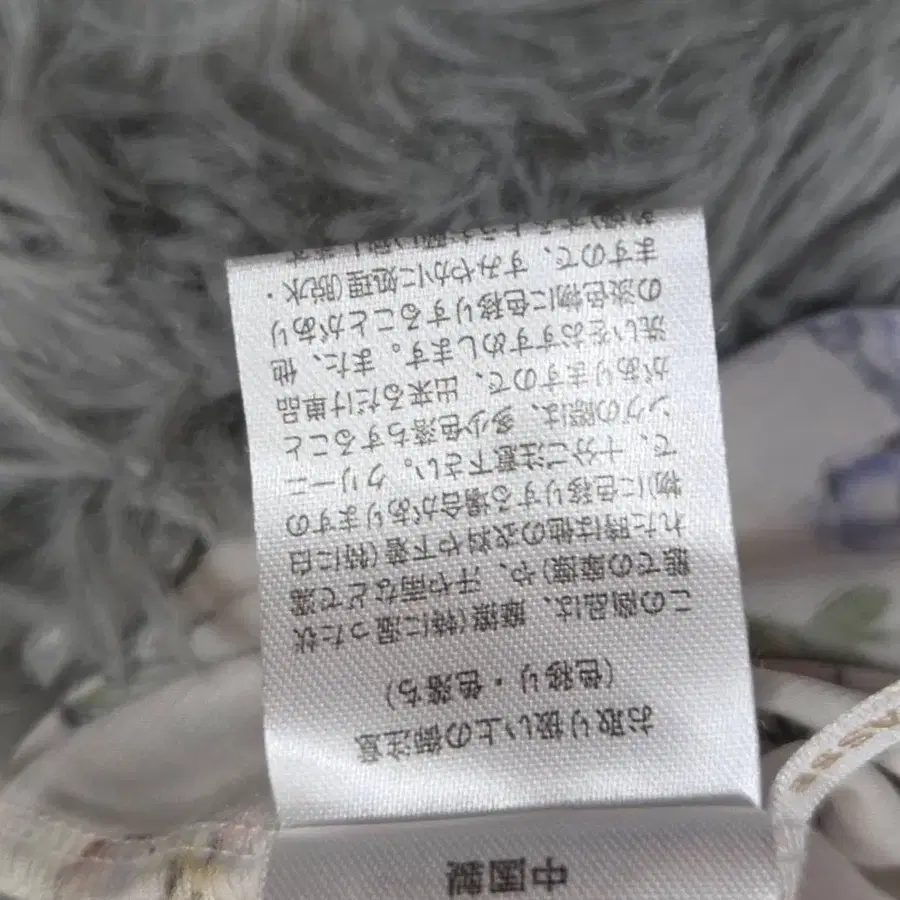 中国製
お取り扱い上の御注意
(色移り・色落ち)
この商品は、摩擦(特に湿った状
態での摩擦)や、汗や雨などで濡
れた時は他の衣料や下着(特に白
物)に色移りする場合がありますの
で、十分ご注意下さい。クリーニ
ングの際は、多少色落ちすること
がありますので、出来るだけ単品
洗いをおすすめします。また、他
の淡色物に色移りすることがあり
ますので、すみやかに処理(脱水・